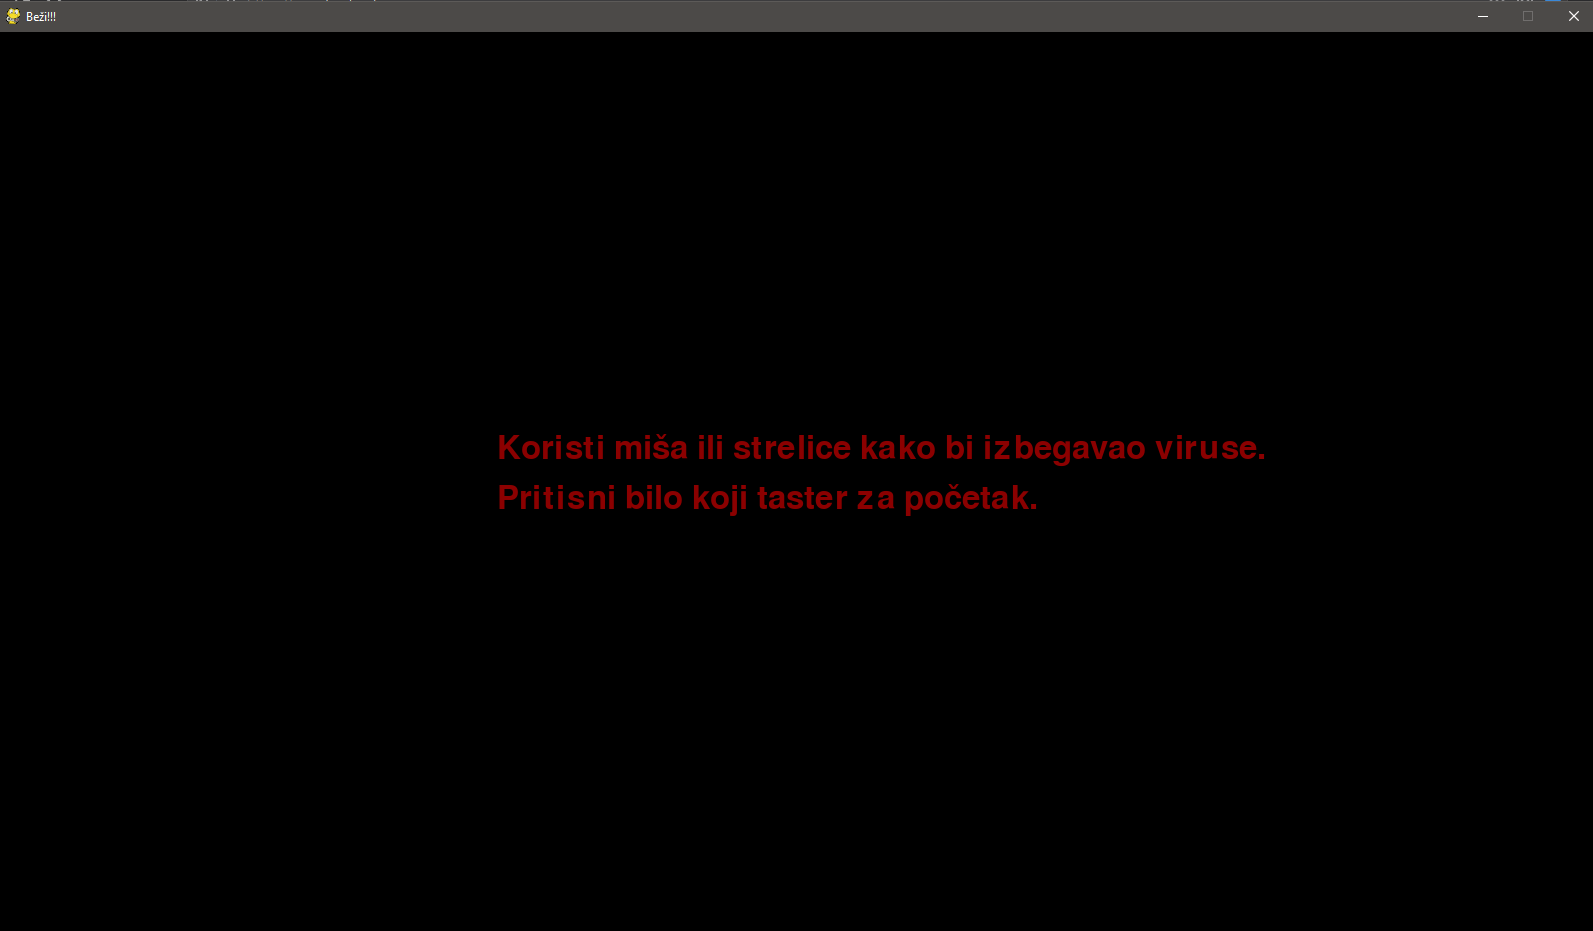 Beži!!!
Koristi miša ili strelice kako bi izbegavao viruse.
Pritisni bilo koji taster za početak.